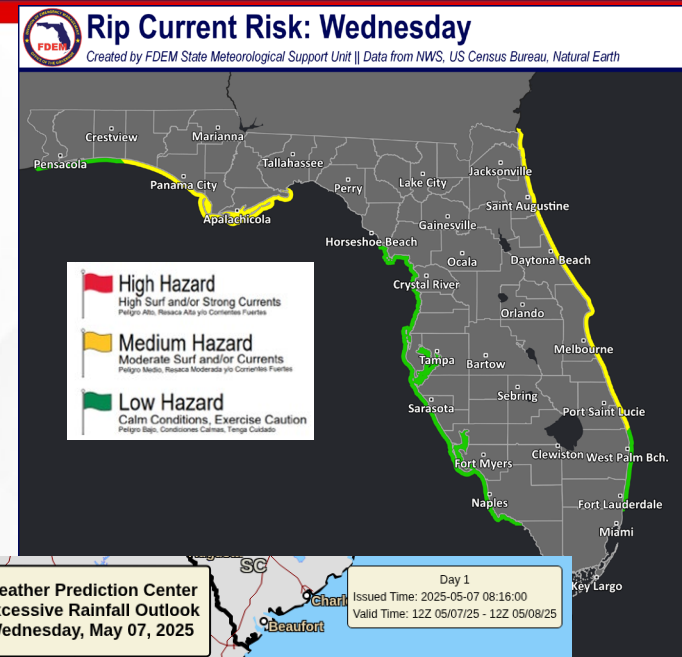 Rip Current Risk: Wednesday
Created by FDEM State Meteorological Support Unit || Data from NWS, US Census Bureau, Natural Earth
FDEM
Crestview
Marianna
Pensacola
Tallahassee
Panama City
Perry
Lake City
Jacksonville
Apalachicola
Saint Augustine
Gainesville
Horseshoe Beach
Ocala
Daytona Beach
Crystal River
Orlando
Melbourne
Tampa
Bartow
Sebring
Sarasota
Port Saint Lucie
Clewiston
West Palm Bch.
Fort Myers
Naples
Fort Lauderdale
Miami
Key Largo
High Hazard
High Surf and/or Strong Currents
Peligro Alto, Resaca Alta y/o Corrientes Fuertes
Medium Hazard
Moderate Surf and/or Currents
Peligro Medio, Resaca Moderada y/o Corrientes Fuertes
Low Hazard
Calm Conditions, Exercise Caution
Peligro Bajo, Condiciones Calmas, Tenga Cuidado
eather Prediction Center
xcessive Rainfall Outlook
ednesday, May 07, 2025
SC
Charl
Beaufort
Day 1
Issued Time: 2025-05-07 08:16:00
Valid Time: 12Z 05/07/25 - 12Z 05/08/25